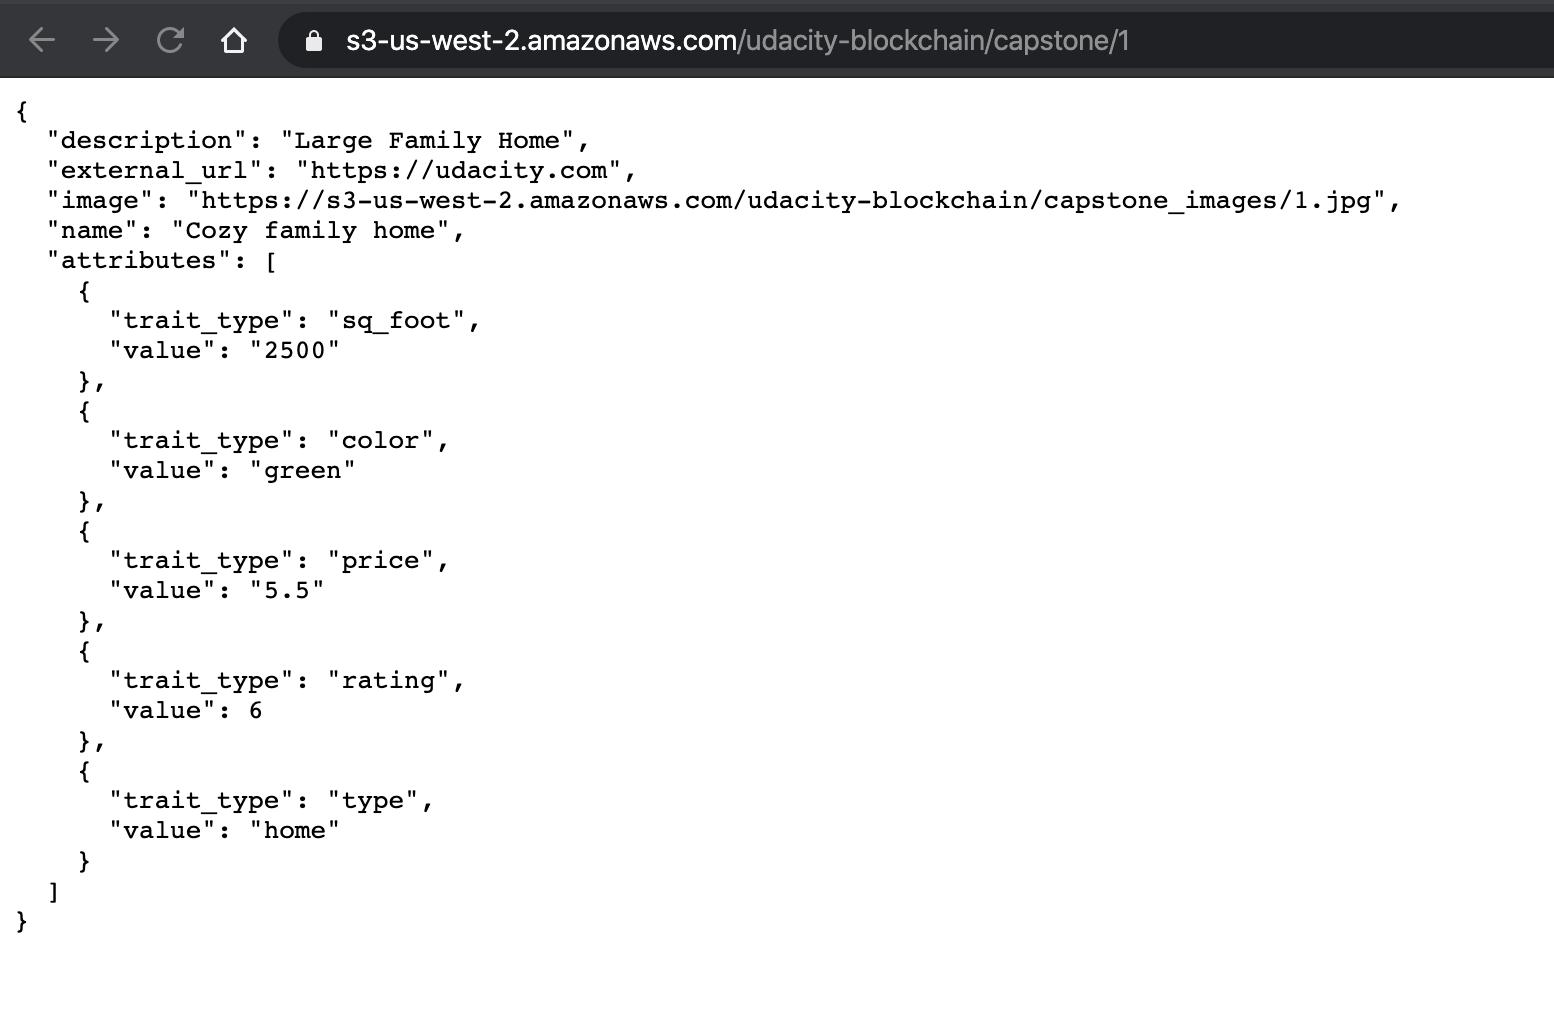 s3-us-west-2.amazonaws.com/udacity-blockchain/capstone/1
{
  "description": "Large Family Home",
  "external_url": "https://udacity.com",
  "image": "https://s3-us-west-2.amazonaws.com/udacity-blockchain/capstone_images/1.jpg",
  "name": "Cozy family home",
  "attributes": [
    {
      "trait_type": "sq_foot",
      "value": "2500"
    },
    {
      "trait_type": "color",
      "value": "green"
    },
    {
      "trait_type": "price",
      "value": "5.5"
    },
    {
      "trait_type": "rating",
      "value": 6
    },
    {
      "trait_type": "type",
      "value": "home"
    }
  ]
}